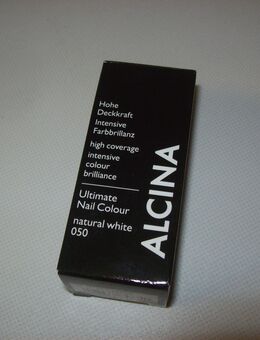 Hohe
Deckkraft
Intensive
Farbbrillanz
high coverage
intensive
colour
brilliance
Ultimate
Nail Colour
natural white
050
ALCINA